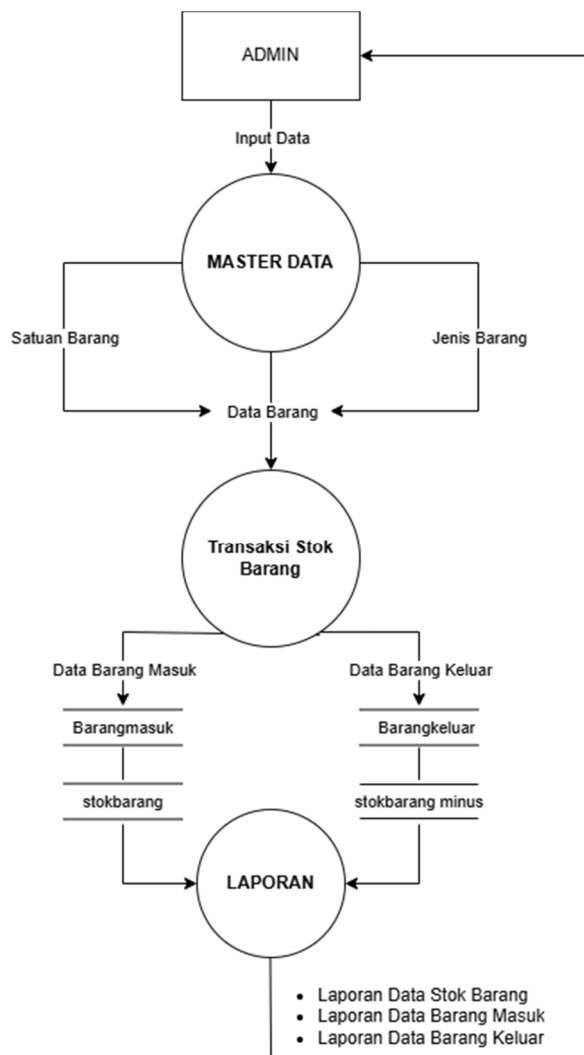 ADMIN
Input Data
MASTER DATA
Satuan Barang
Jenis Barang
Data Barang
Transaksi Stok
Barang
Data Barang Masuk
Data Barang Keluar
Barangmasuk
Barangkeluar
stokbarang
stokbarang minus
LAPORAN
• Laporan Data Stok Barang
• Laporan Data Barang Masuk
• Laporan Data Barang Keluar